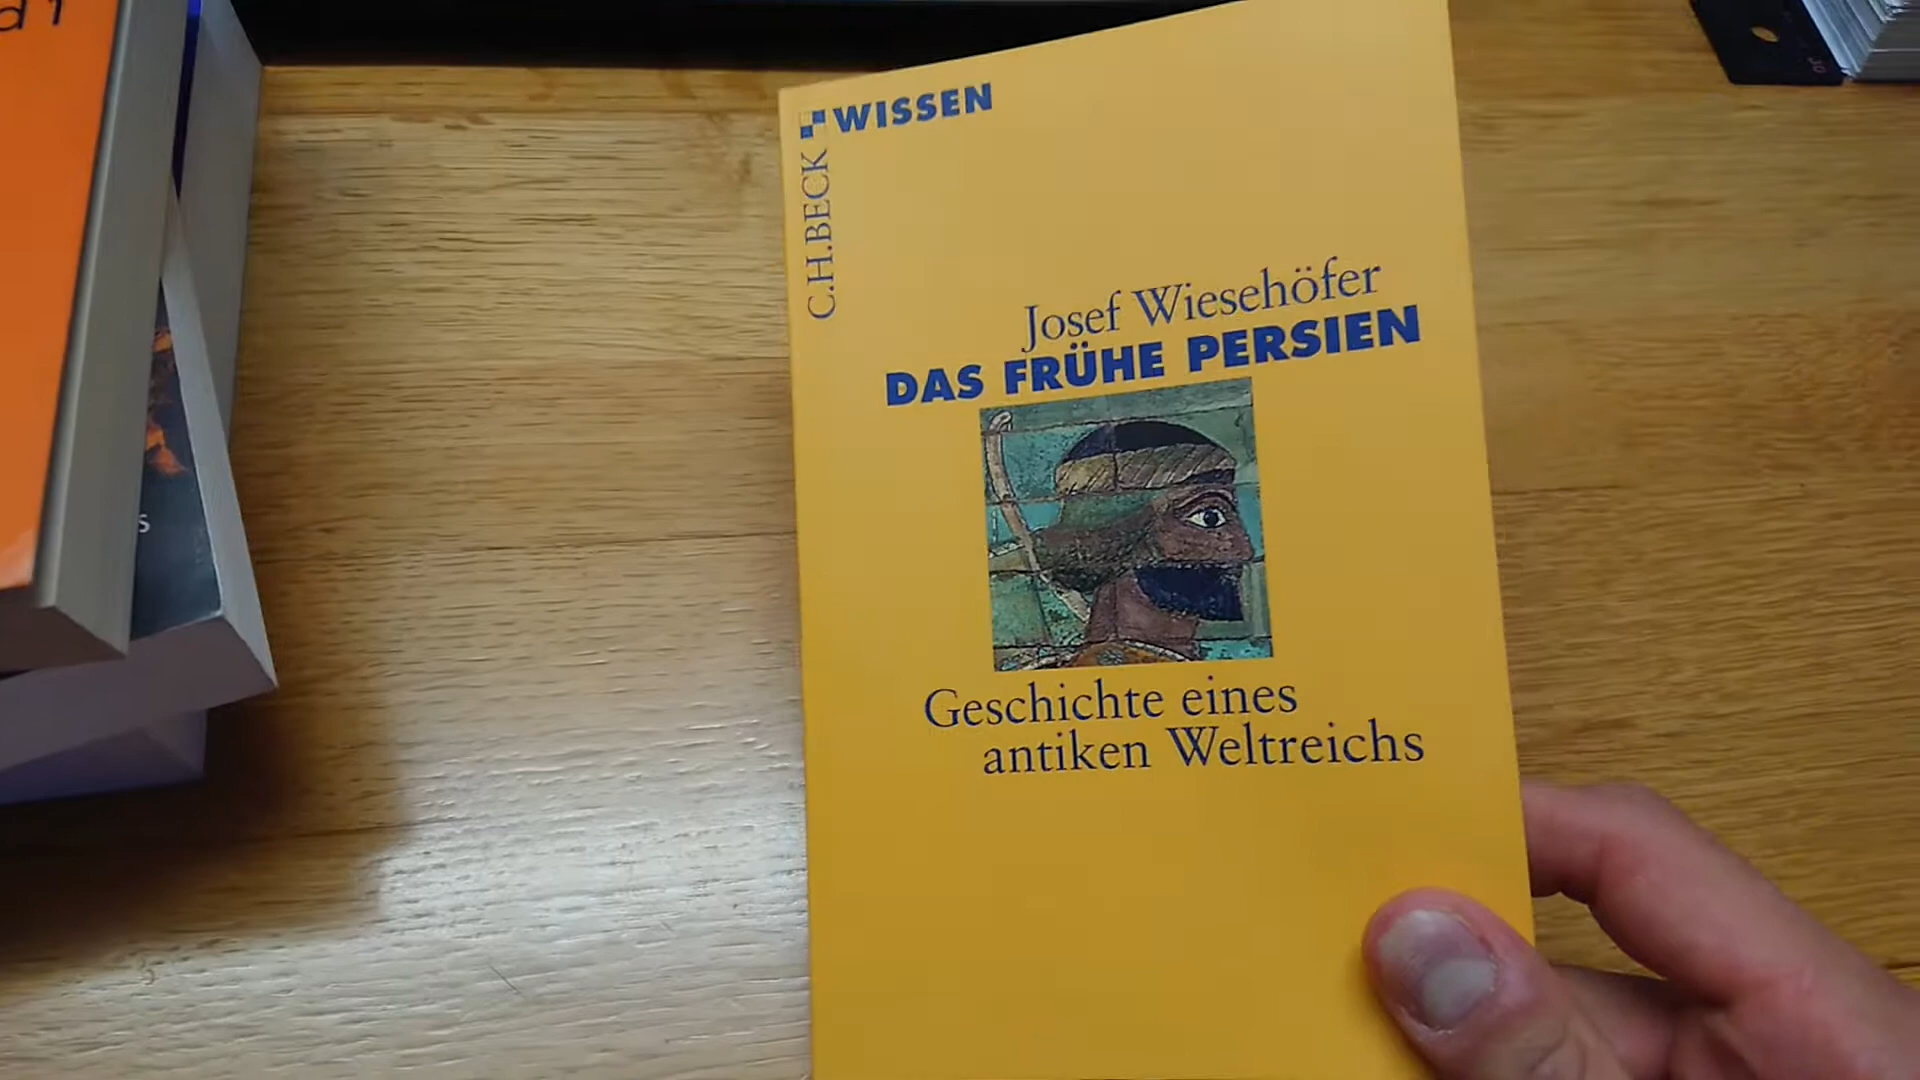 WISSEN
C.H.BECK
Josef Wiesehöfer
DAS FRÜHE PERSIEN
Geschichte eines
antiken Weltreichs